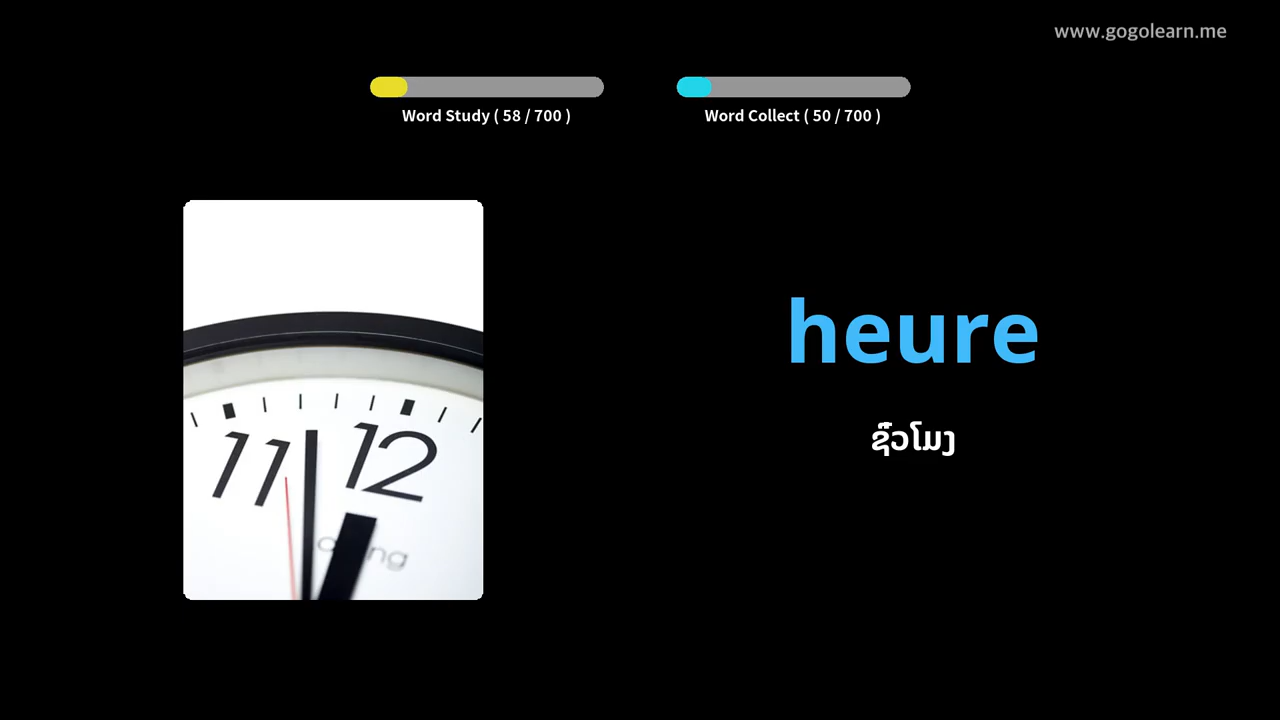 www.gogolearn.me
Word Study ( 58 / 700 )
Word Collect ( 50 / 700 )
heure
ຊົ່ວໂມງ
11
12